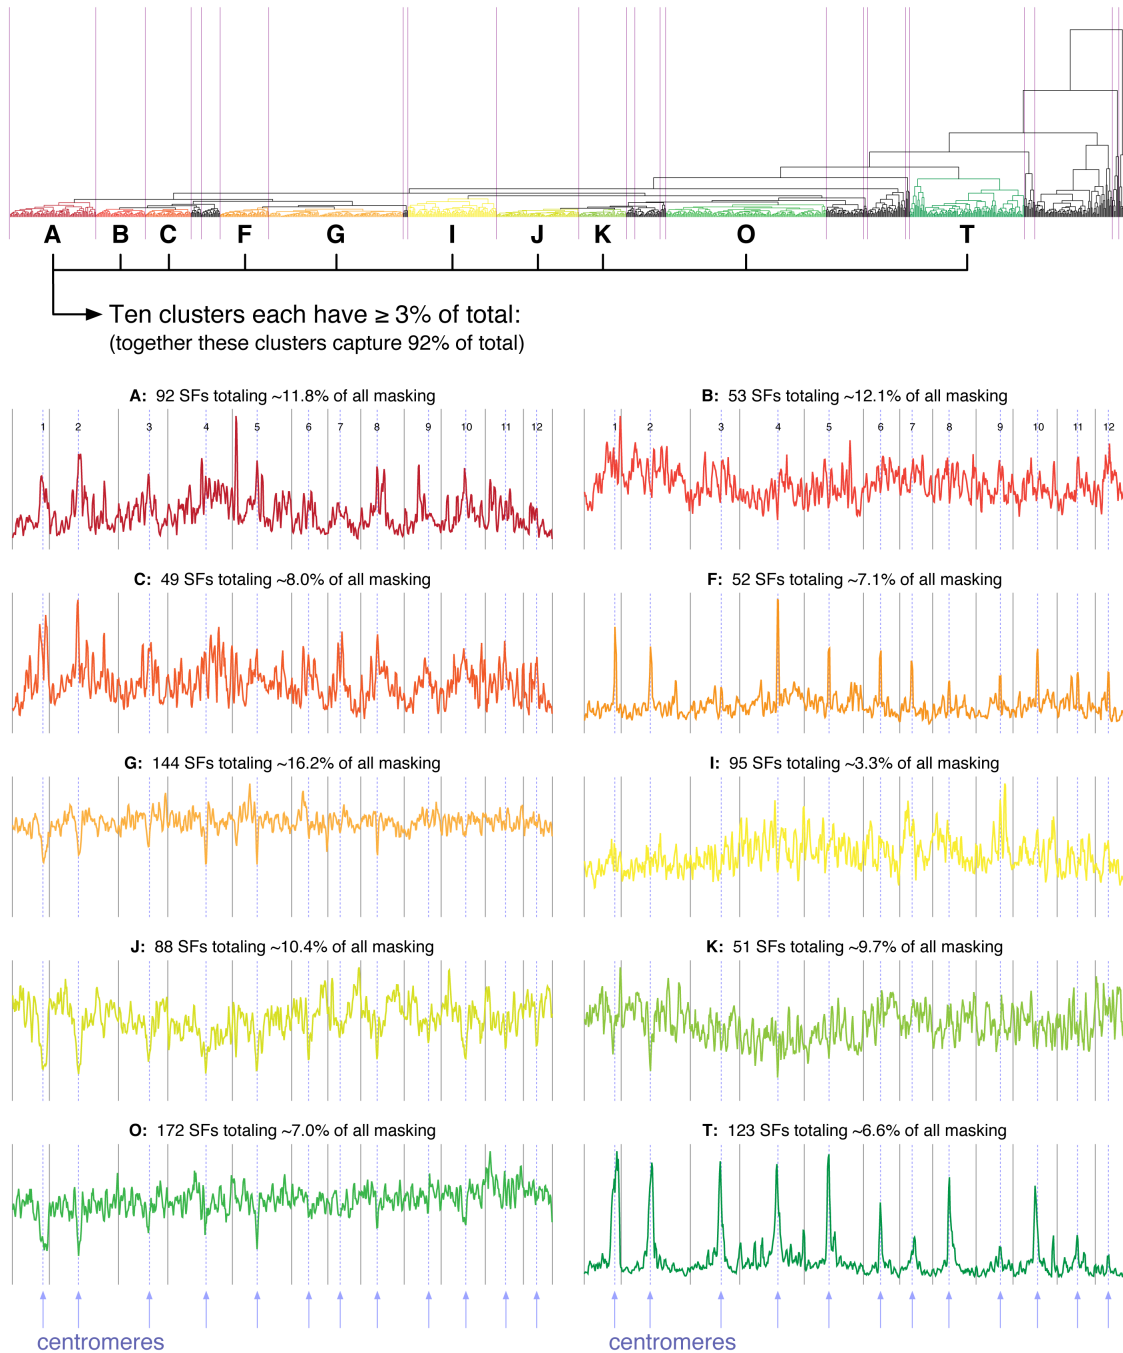 A B C F G I J K O T
Ten clusters each have ≥ 3% of total:
(together these clusters capture 92% of total)
A: 92 SFs totaling ~11.8% of all masking
1 2 3 4 5 6 7 8 9 10 11 12
B: 53 SFs totaling ~12.1% of all masking
1 2 3 4 5 6 7 8 9 10 11 12
C: 49 SFs totaling ~8.0% of all masking
F: 52 SFs totaling ~7.1% of all masking
G: 144 SFs totaling ~16.2% of all masking
I: 95 SFs totaling ~3.3% of all masking
J: 88 SFs totaling ~10.4% of all masking
K: 51 SFs totaling ~9.7% of all masking
O: 172 SFs totaling ~7.0% of all masking
T: 123 SFs totaling ~6.6% of all masking
centromeres
centromeres